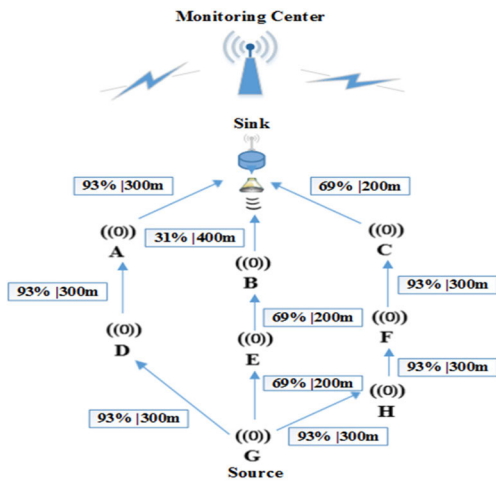 Monitoring Center
Sink
93% |300m
69% |200m
((o))
A
31% |400m
((o))
C
((o))
B
93% |300m
93% |300m
((o))
D
69% |200m
((o))
F
((o))
E
93% |300m
69% |200m
((o))
H
93% |300m
93% |300m
((o))
G
Source